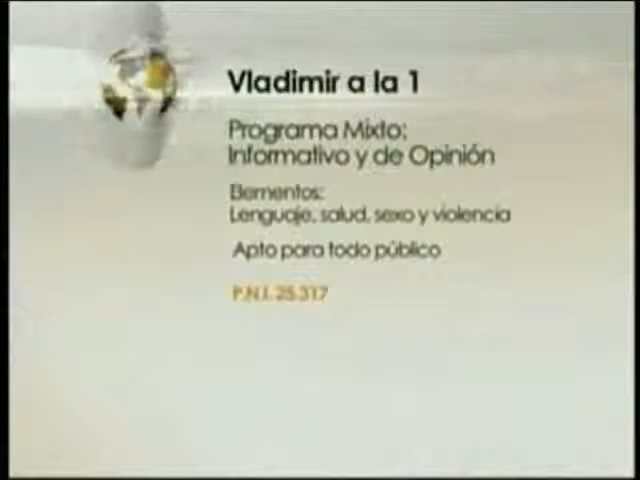 Vladimir a la 1
Programa Mixto:
Informativo y de Opinión
Elementos:
Lenguaje, salud, sexo y violencia
Apto para todo público
P.N.I. 25.317